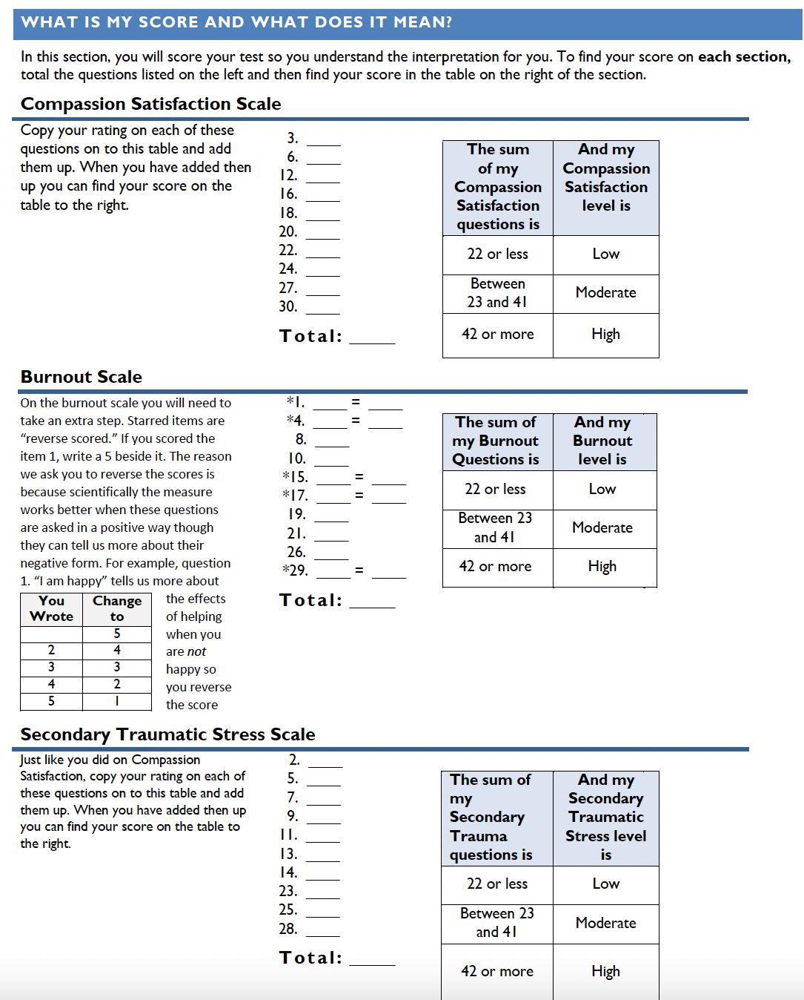 WHAT IS MY SCORE AND WHAT DOES IT MEAN?
In this section, you will score your test so you understand the interpretation for you. To find your score on each section,
total the questions listed on the left and then find your score in the table on the right of the section.
Compassion Satisfaction Scale
Copy your rating on each of these
questions on to this table and add
them up. When you have added then
up you can find your score on the
table to the right.
3. ____
6. ____
12. ____
16. ____
18. ____
20. ____
22. ____
24. ____
27. ____
30. ____
Total: _____
The sum
of my
Compassion
Satisfaction
questions is
And my
Compassion
Satisfaction
level is
22 or less
Low
Between
23 and 41
Moderate
42 or more
High
Burnout Scale
On the burnout scale you will need to
take an extra step. Starred items are
“reverse scored.” If you scored the
item 1, write a 5 beside it. The reason
we ask you to reverse the scores is
because scientifically the measure
works better when these questions
are asked in a positive way though
they can tell us more about their
negative form. For example, question
1. “I am happy” tells us more about
the effects
of helping
when you
are not
happy so
you reverse
the score
You
Wrote
Change
to
5
2 4
3 3
4 2
5 1
*1. ____ = ____
*4. ____ = ____
8. ____
10. ____
*15. ____ = ____
*17. ____ = ____
19. ____
21. ____
26. ____
*29. ____ = ____
Total: _____
The sum of
my Burnout
Questions is
And my
Burnout
level is
22 or less
Low
Between 23
and 41
Moderate
42 or more
High
Secondary Traumatic Stress Scale
Just like you did on Compassion
Satisfaction, copy your rating on each of
these questions on to this table and add
them up. When you have added then up
you can find your score on the table to
the right.
2. ____
5. ____
7. ____
9. ____
11. ____
13. ____
14. ____
23. ____
25. ____
28. ____
Total: _____
The sum of
my
Secondary
Trauma
questions is
And my
Secondary
Traumatic
Stress level
is
22 or less
Low
Between 23
and 41
Moderate
42 or more
High